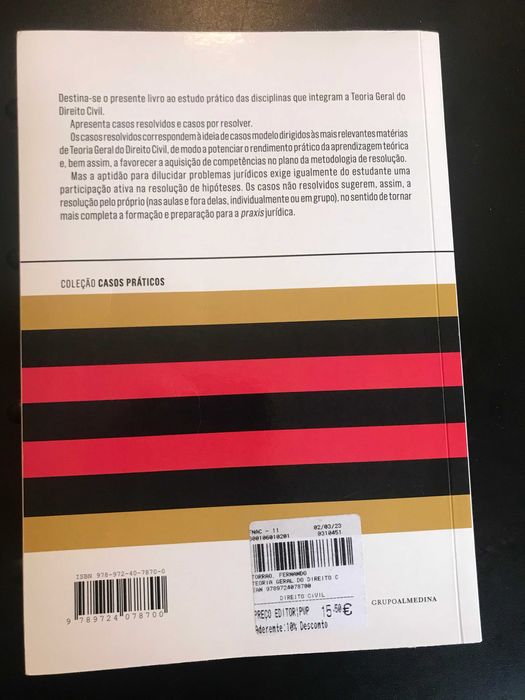 Destina-se o presente livro ao estudo prático das disciplinas que integram a Teoria Geral do
Direito Civil.
Apresenta casos resolvidos e casos por resolver.
Os casos resolvidos correspondem à ideia de casos modelo dirigidos às mais relevantes matérias
de Teoria Geral do Direito Civil, de modo a potenciar o rendimento prático da aprendizagem teórica
e, bem assim, a favorecer a aquisição de competências no plano da metodologia de resolução.
Mas a aptidão para dilucidar problemas jurídicos exige igualmente do estudante uma
participação ativa na resolução de hipóteses. Os casos não resolvidos sugerem, assim, a
resolução pelo próprio (nas aulas e fora delas, individualmente ou em grupo), no sentido de tornar
mais completa a formação e preparação para a praxis jurídica.
COLEÇÃO CASOS PRÁTICOS
FNAC - 11 02/03/23
00106010201 0310451
TORRAO, FERNANDO
TEORIA GERAL DO DIREITO C
EAN 9789724078700
DIREITO CIVIL
PREÇO EDITOR|PVP 15.50€
Aderente:10% Desconto
ISBN 978-972-40-7870-0
9 789724 078700
GRUPOALMEDINA